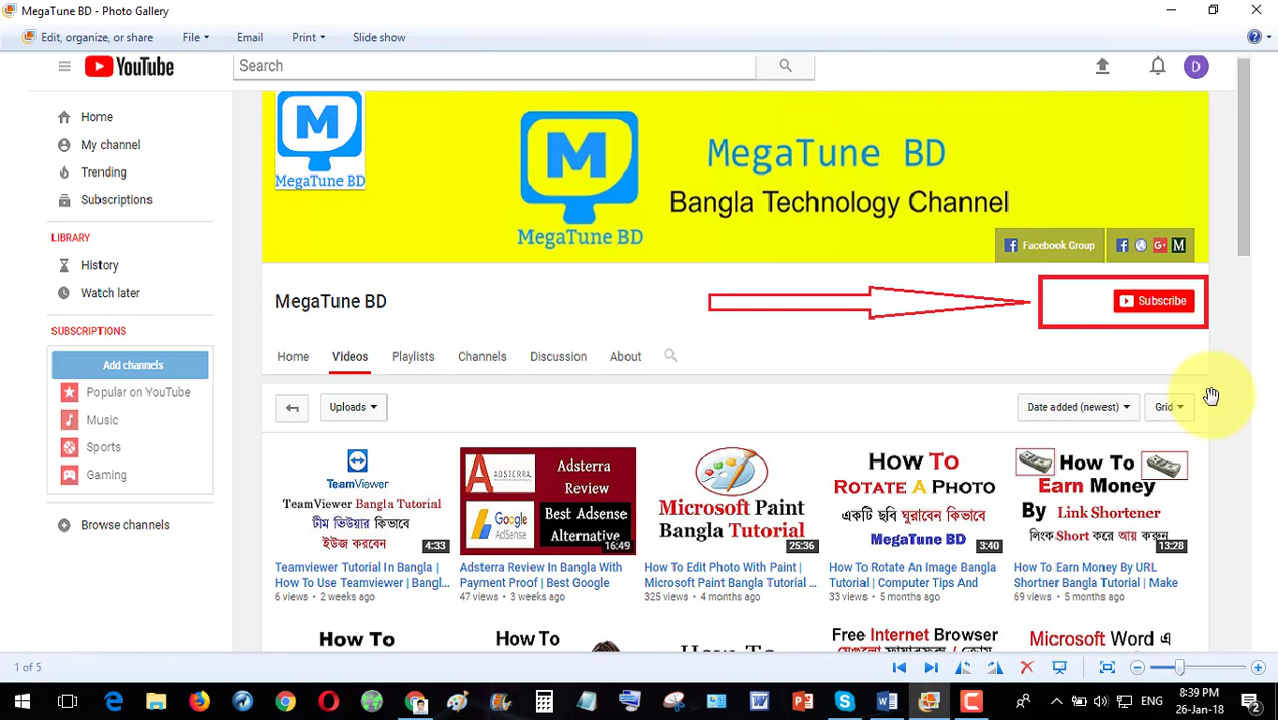 MegaTune BD - Photo Gallery
Edit, organize, or share File Email Print Slide show
YouTube Search D
Home
My channel
Trending
Subscriptions
LIBRARY
History
Watch later
SUBSCRIPTIONS
Add channels
Popular on YouTube
Music
Sports
Gaming
Browse channels
M
MegaTune BD
M
MegaTune BD
MegaTune BD
Bangla Technology Channel
Facebook Group G+ M
MegaTune BD
Subscribe
Home Videos Playlists Channels Discussion About
Uploads Date added (newest) Grid
TeamViewer
TeamViewer Bangla Tutorial
টীম ভিউয়ার কিভাবে
ইউজ করবেন
4:33
Teamviewer Tutorial In Bangla |
How To Use Teamviewer | Bangl...
6 views • 2 weeks ago
ADSTERRA
Adsterra
Review
Google
AdSense
Best Adsense
Alternative
16:49
Adsterra Review In Bangla With
Payment Proof | Best Google
47 views • 3 weeks ago
Microsoft Paint
Bangla Tutorial
25:36
How To Edit Photo With Paint |
Microsoft Paint Bangla Tutorial ...
325 views • 4 months ago
How To
Rotate A Photo
একটি ছবি ঘুরাবেন কিভাবে
MegaTune BD
3:40
How To Rotate An Image Bangla
Tutorial | Computer Tips And
33 views • 5 months ago
How To
Earn Money
By Link Shortener
লিংক Short করে আয় করুন
13:28
How To Earn Money By URL
Shortner Bangla Tutorial | Make
69 views • 5 months ago
How To
How To
How To
Free Internet Browser
Microsoft Word এ
1 of 5
ENG
8:39 PM
26-Jan-18
2